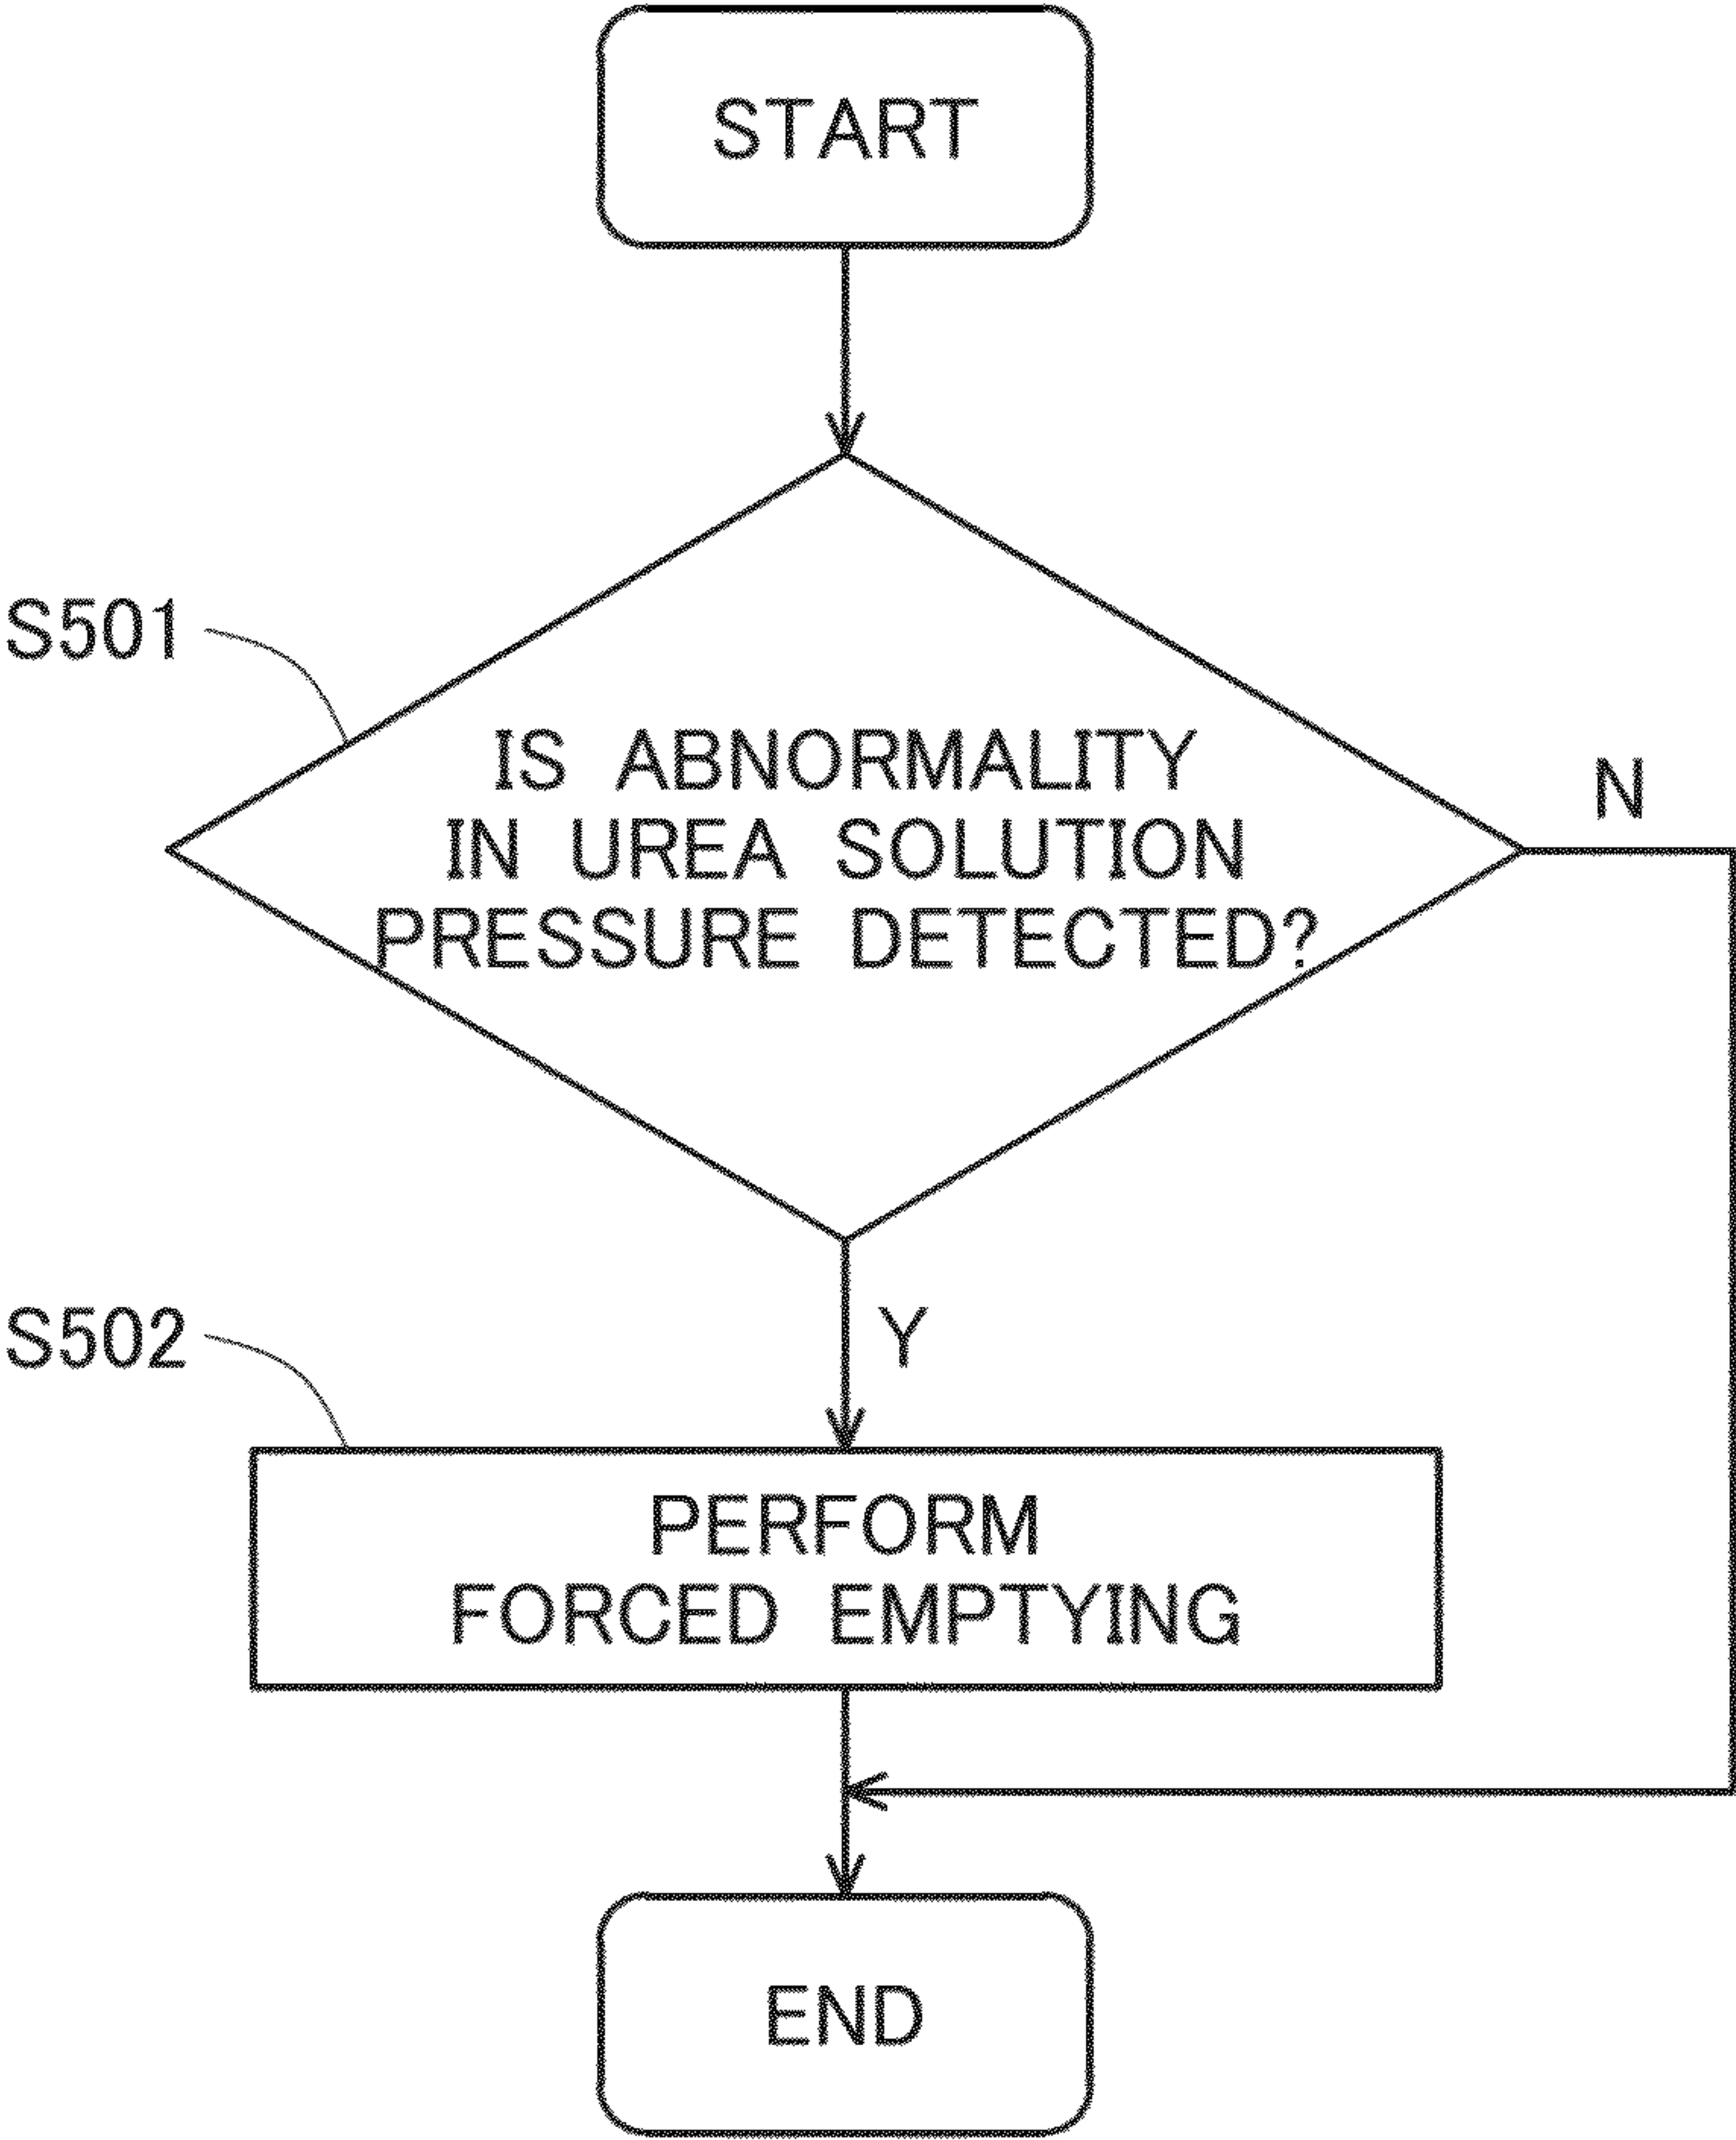 START
S501
IS ABNORMALITY
IN UREA SOLUTION
PRESSURE DETECTED?
N
Y
S502
PERFORM
FORCED EMPTYING
END